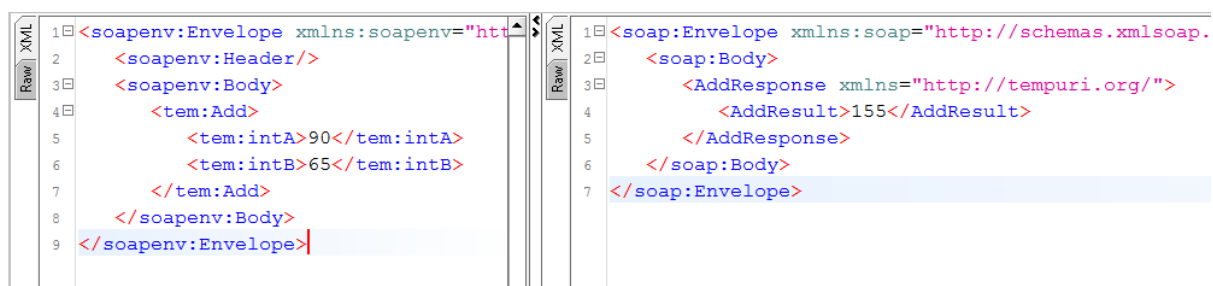 XML
Raw
1 <soapenv:Envelope xmlns:soapenv="htt
2 <soapenv:Header/>
3 <soapenv:Body>
4 <tem:Add>
5 <tem:intA>90</tem:intA>
6 <tem:intB>65</tem:intB>
7 </tem:Add>
8 </soapenv:Body>
9 </soapenv:Envelope>
XML
Raw
1 <soap:Envelope xmlns:soap="http://schemas.xmlsoap.
2 <soap:Body>
3 <AddResponse xmlns="http://tempuri.org/">
4 <AddResult>155</AddResult>
5 </AddResponse>
6 </soap:Body>
7 </soap:Envelope>